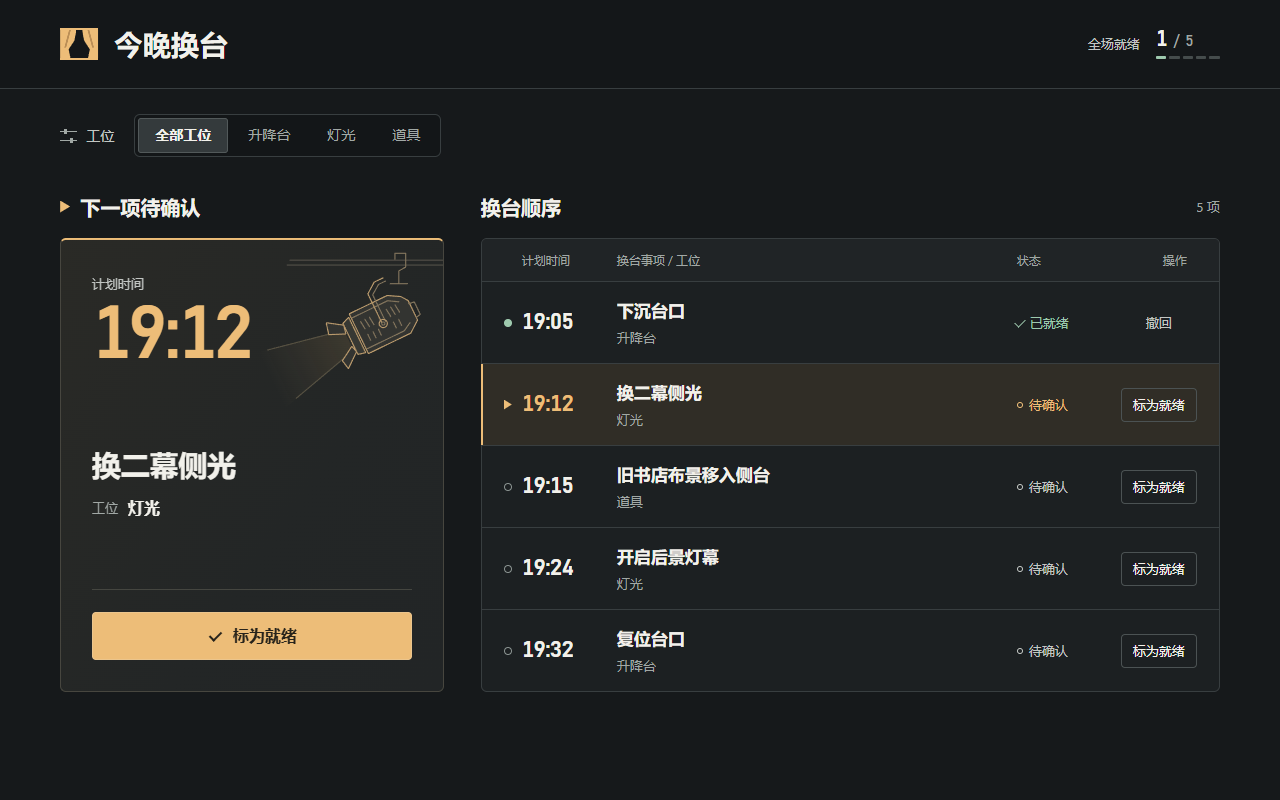 今晚换台
全场就绪 1 / 5
工位 全部工位 升降台 灯光 道具
下一项待确认
计划时间
19:12
换二幕侧光
工位 灯光
标为就绪
换台顺序 5 项
计划时间 换台事项 / 工位 状态 操作
19:05 下沉台口 升降台 已就绪 撤回
19:12 换二幕侧光 灯光 待确认 标为就绪
19:15 旧书店布景移入侧台 道具 待确认 标为就绪
19:24 开启后景灯幕 灯光 待确认 标为就绪
19:32 复位台口 升降台 待确认 标为就绪